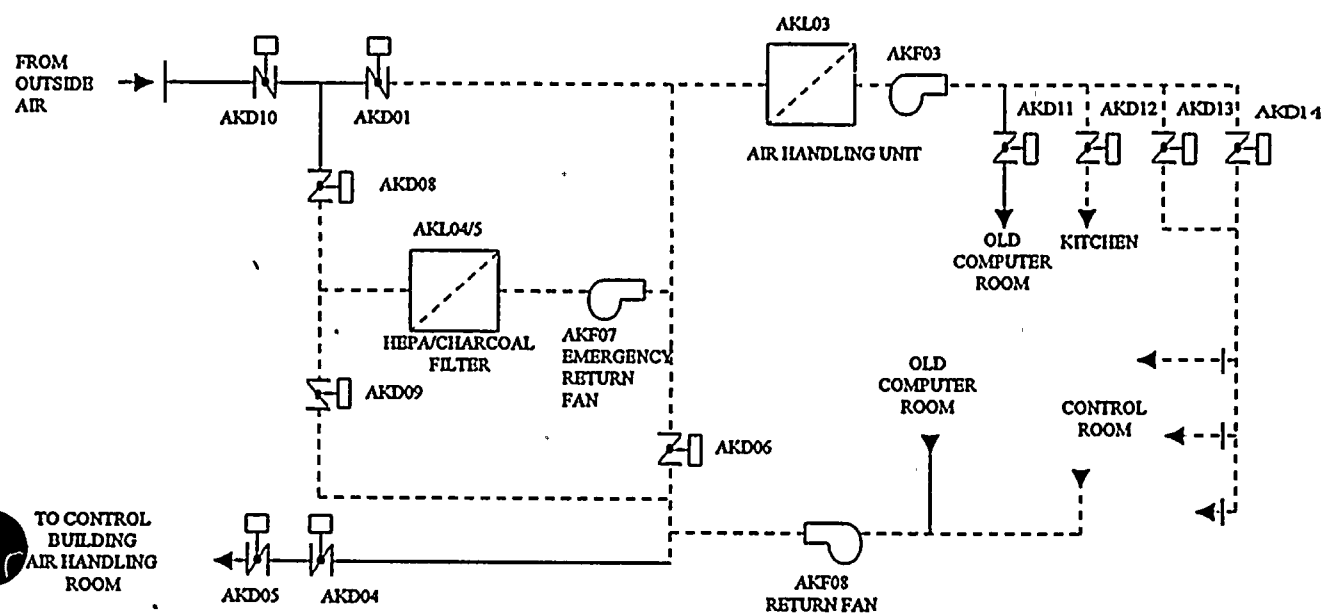 AKL03
AKF03
FROM
OUTSIDE
AIR
AKD10
AKD01
AKD11
AKD12
AKD13
AKD14
AIR HANDLING UNIT
AKD08
AKL04/5
OLD
COMPUTER
ROOM
KITCHEN
HEPA/CHARCOAL
FILTER
AKF07
EMERGENCY
RETURN
FAN
AKD09
OLD
COMPUTER
ROOM
CONTROL
ROOM
AKD06
TO CONTROL
BUILDING
AIR HANDLING
ROOM
AKD05
AKD04
AKF08
RETURN FAN